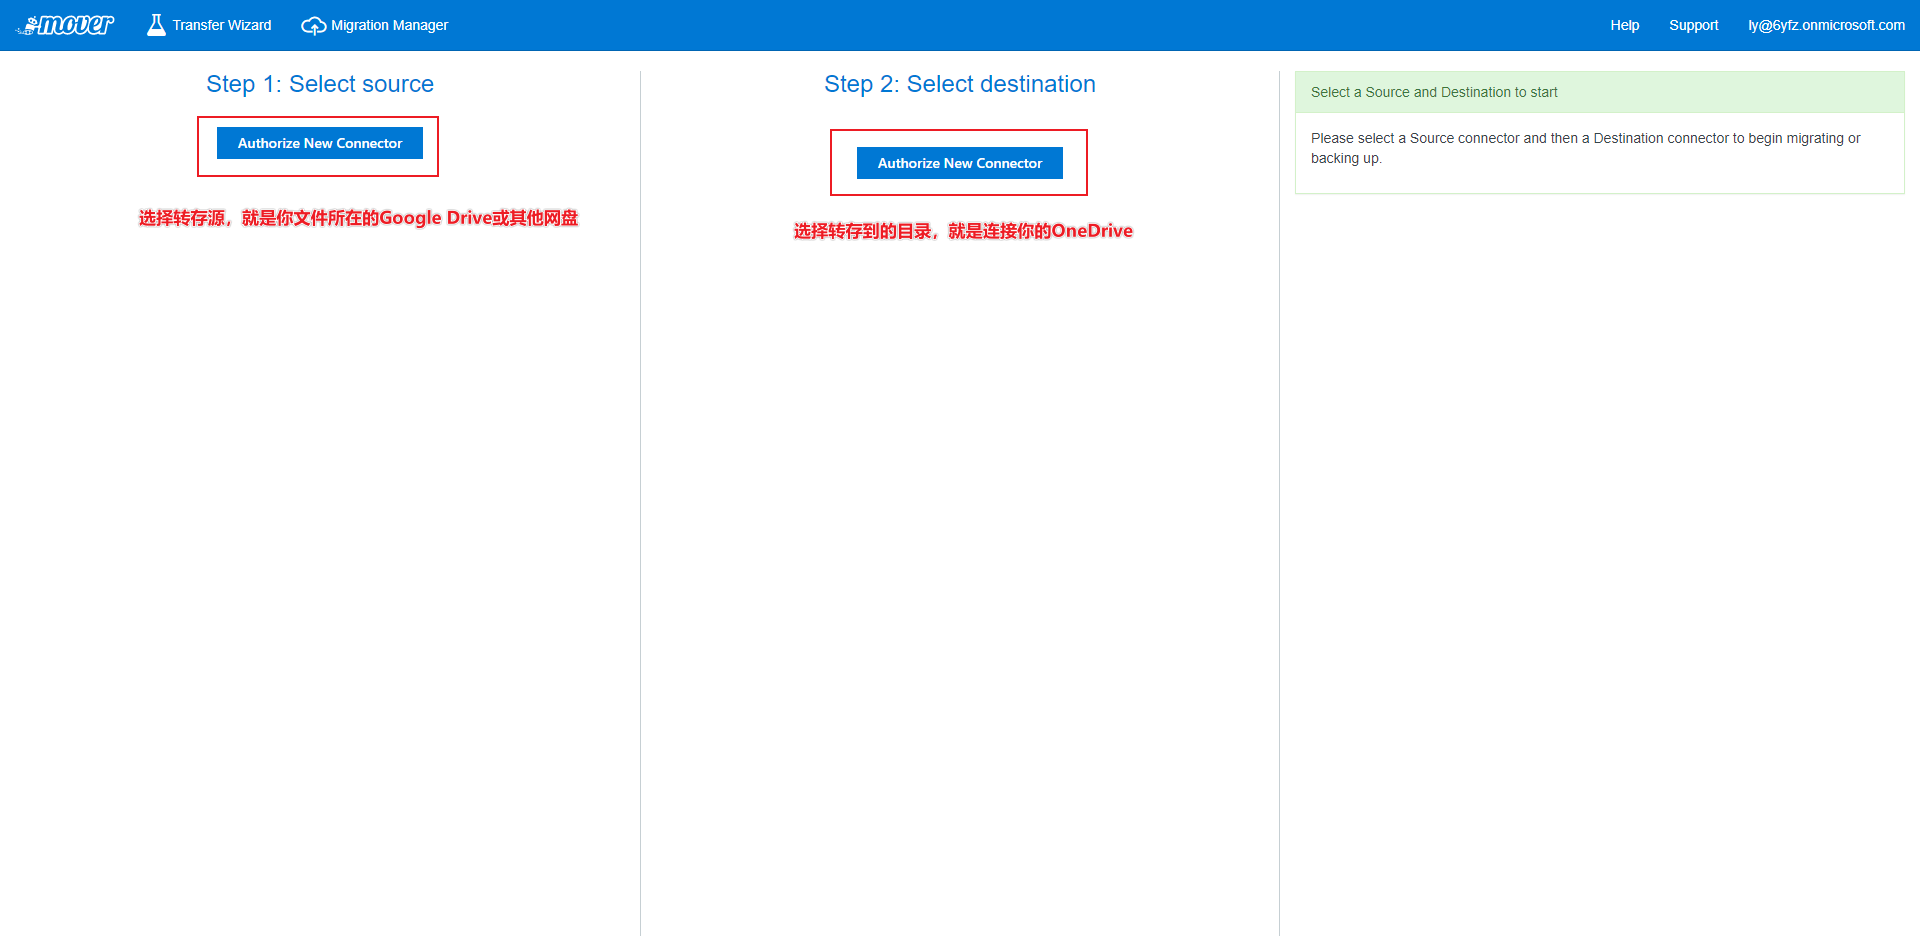 mover
Transfer Wizard
Migration Manager
Help
Support
ly@6yfz.onmicrosoft.com
Step 1: Select source
Authorize New Connector
选择转存源，就是你文件所在的Google Drive或其他网盘
Step 2: Select destination
Authorize New Connector
选择转存到的目录，就是连接你的OneDrive
Select a Source and Destination to start
Please select a Source connector and then a Destination connector to begin migrating or
backing up.